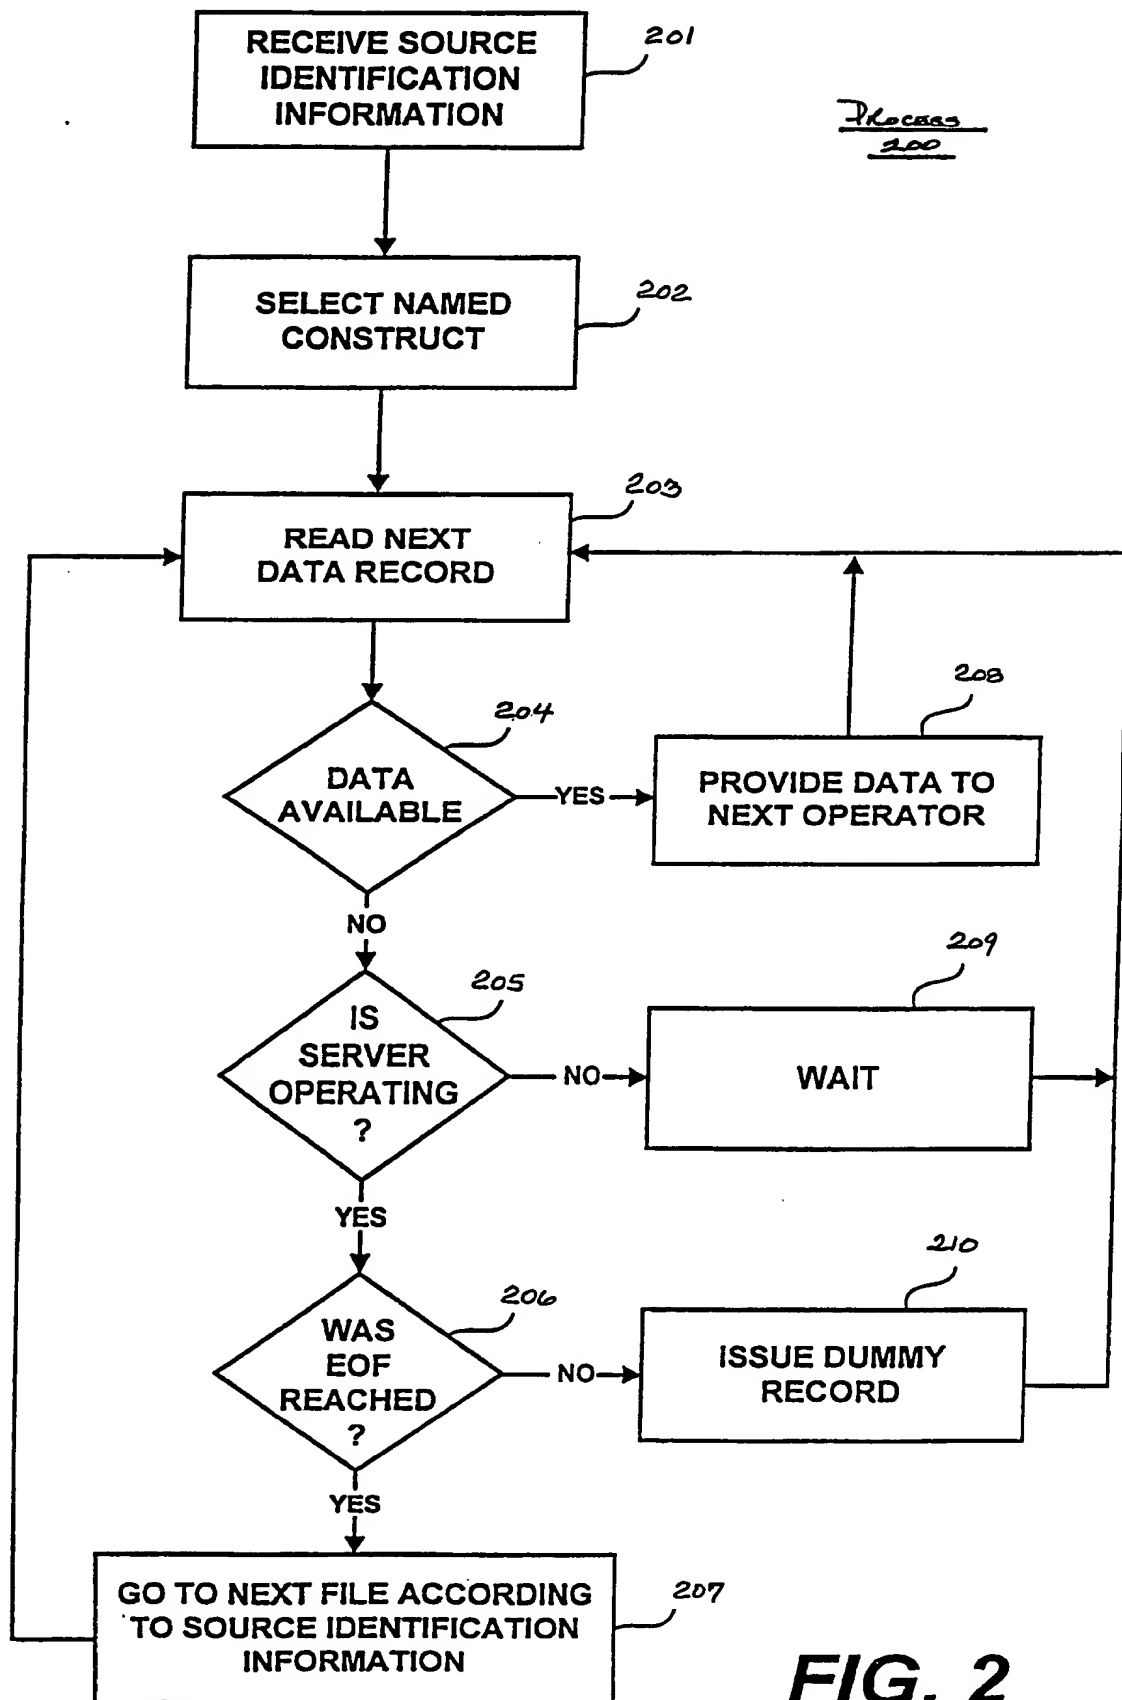 RECEIVE SOURCE
IDENTIFICATION
INFORMATION
201
Process
200
SELECT NAMED
CONSTRUCT
202
READ NEXT
DATA RECORD
203
DATA
AVAILABLE
204
YES
PROVIDE DATA TO
NEXT OPERATOR
208
NO
IS
SERVER
OPERATING
?
205
NO
WAIT
209
YES
WAS
EOF
REACHED
?
206
NO
ISSUE DUMMY
RECORD
210
YES
GO TO NEXT FILE ACCORDING
TO SOURCE IDENTIFICATION
INFORMATION
207
FIG. 2